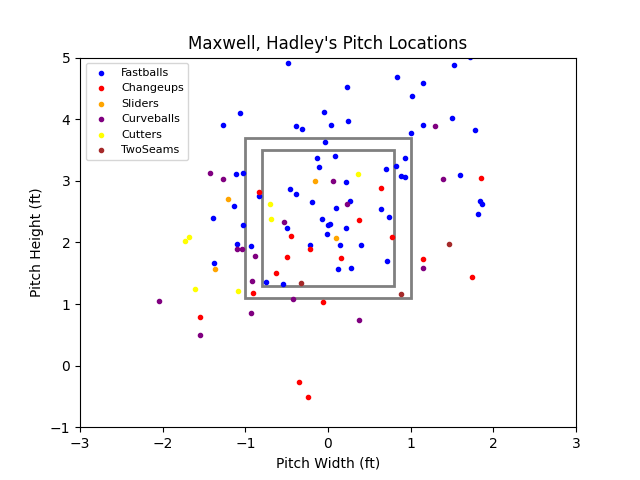 Maxwell, Hadley's Pitch Locations
Fastballs
Changeups
Sliders
Curveballs
Cutters
TwoSeams
5
4
3
2
1
0
−1
Pitch Height (ft)
−3 −2 −1 0 1 2 3
Pitch Width (ft)